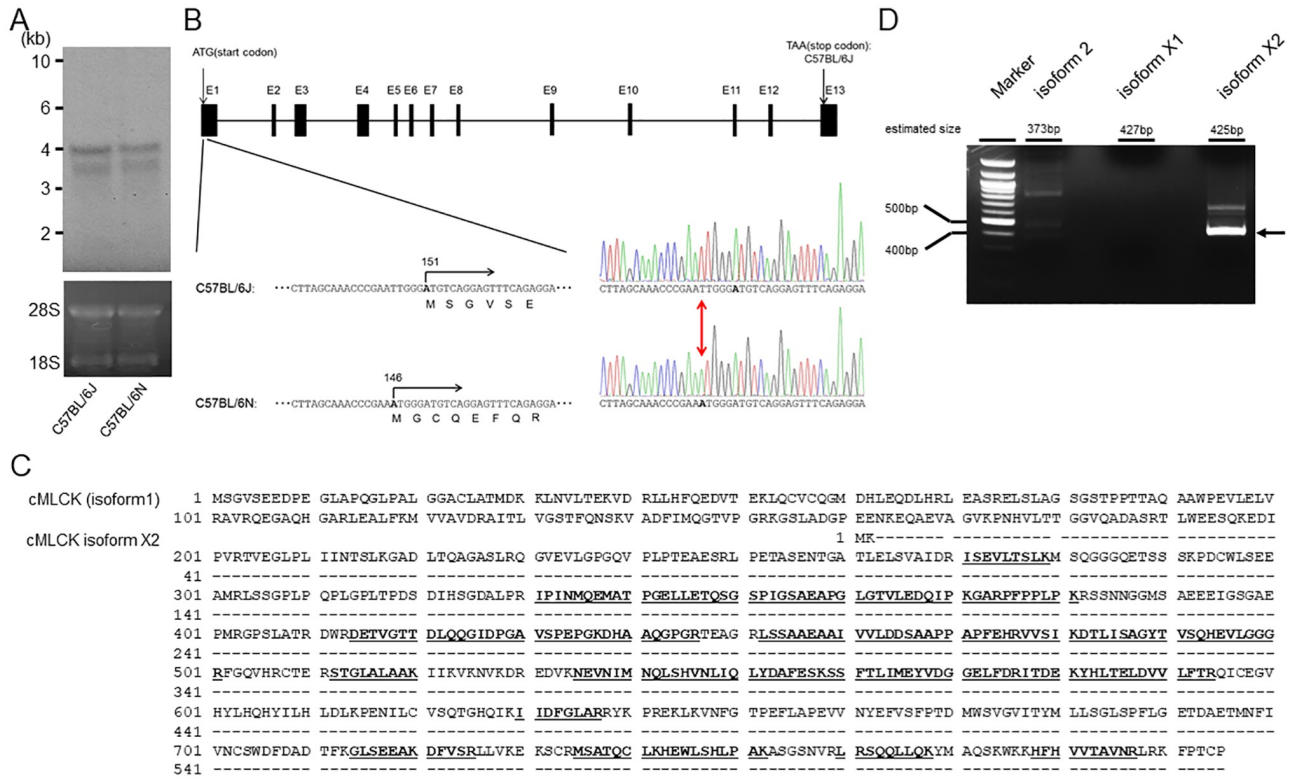 A
(kb)
10
6
4
3
2
28S
18S
C57BL/6J
C57BL/6N
B
ATG(start codon)
TAA(stop codon):
C57BL/6J
E1 E2 E3 E4 E5 E6 E7 E8 E9 E10 E11 E12 E13
151
C57BL/6J: ···CTTAGCAAACCCGAATTGGGATGTCAGGAGTTTCAGAGGA···
M S G V S E
CTTAGCAAACCCGAATTGGGATGTCAGGAGTTTCAGAGGA
146
C57BL/6N: ···CTTAGCAAACCCGAAATGGGATGTCAGGAGTTTCAGAGGA···
M G C Q E F Q R
CTTAGCAAACCCGAAATGGGATGTCAGGAGTTTCAGAGGA
D
Marker
isoform 2
isoform X1
isoform X2
estimated size 373bp 427bp 425bp
500bp
400bp
C
cMLCK (isoform1) 1 MSGVSEEDPE GLAPQGLPAL GGACLATMDK KLNVLTEKVD RLLHFQEDVT EKLQCVCQGM DHLEQDLHRL EASRELSLAG SGSTPPTTAQ AAWPEVLELV
101 RAVRQEGAQH GARLEALFKM VVAVDRAITL VGSTFQNSKV ADFIMQGTVP GRKGSLADGP EENKEQAEVA GVKPNHVLTT GGVQADASRT LWEESQKEDI
cMLCK isoform X2 1 MK-------- ---------- ---------- ----------
201 PVRTVEGLPL IINTSLKGAD LTQAGASLRQ GVEVLGPGQV PLPTEAESRL PETASENTGA TLELSVAIDR ISEVLTSLKM SQGGGQETSS SKPDCWLSEE
41 ---------- ---------- ---------- ---------- ---------- ---------- ---------- ---------- ---------- ----------
301 AMRLSSGPLP QPLGPLTPDS DIHSGDALPR IPINMQEMAT PGELLETQSG SPIGSAEAPG LGTVLEDQIP KGARPFPPLP KRSSNNGGMS AEEEIGSGAE
141 ---------- ---------- ---------- ---------- ---------- ---------- ---------- ---------- ---------- ----------
401 PMRGPSLATR DWRDETVGTT DLQQGIDPGA VSPEPGKDHA AQGPGRTEAG RLSSAAEAAI VVLDDSAAPP APFEHRVVSI KDTLISAGYT VSQHEVLGGG
241 ---------- ---------- ---------- ---------- ---------- ---------- ---------- ---------- ---------- ----------
501 RFGQVHRCTE RSTGLALAAK IIKVKNVKDR EDVKNEVNIM NQLSHVNLIQ LYDAFESKSS FTLIMEYVDG GELFDRITDE KYHLTELDVV LFTRQICEGV
341 ---------- ---------- ---------- ---------- ---------- ---------- ---------- ---------- ---------- ----------
601 HYLHQHYILH LDLKPENILC VSQTGHQIKI IDFGLARRYK PREKLKVNFG TPEFLAPEVV NYEFVSFPTD MWSVGVITYM LLSGLSPFLG ETDAETMNFI
441 ---------- ---------- ---------- ---------- ---------- ---------- ---------- ---------- ---------- ----------
701 VNCSWDFDAD TFKGLSEEAK DFVSRLLVKE KSCRMSATQC LKHEWLSHLP AKASGSNVRL RSQQLLQKYM AQSKWKKHFH VVTAVNRLRK FPTCP
541 ---------- ---------- ---------- ---------- ---------- ---------- ---------- ---------- ---------- -----